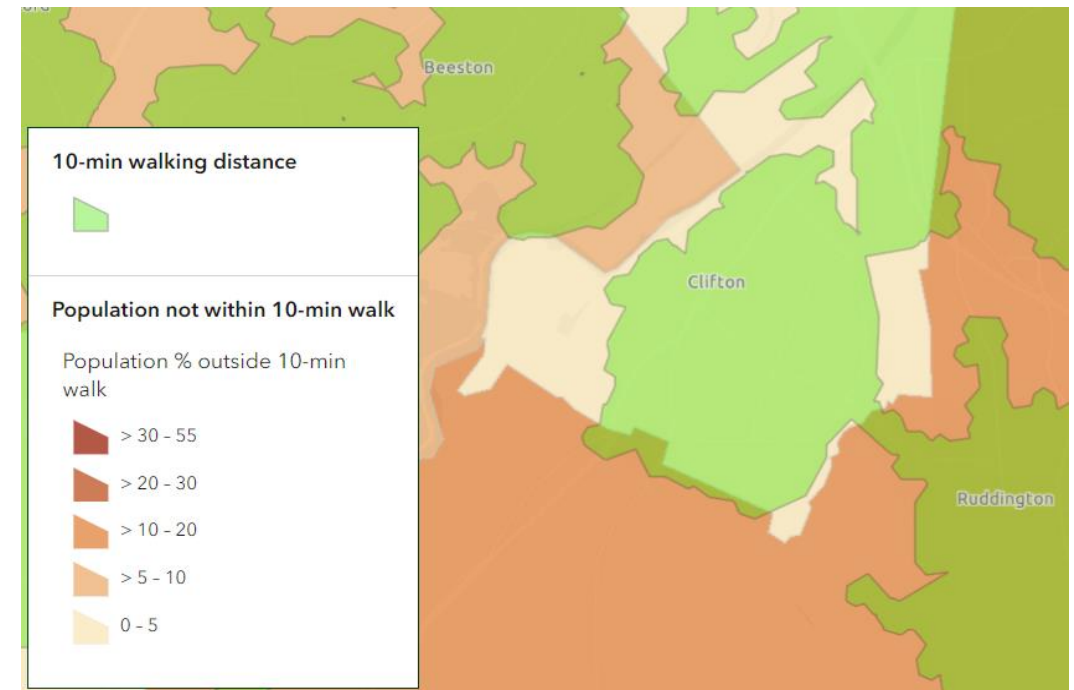 Beeston
10-min walking distance
Clifton
Population not within 10-min walk
Population % outside 10-min
walk
> 30 - 55
> 20 - 30
> 10 - 20
> 5 - 10
0 - 5
Ruddington